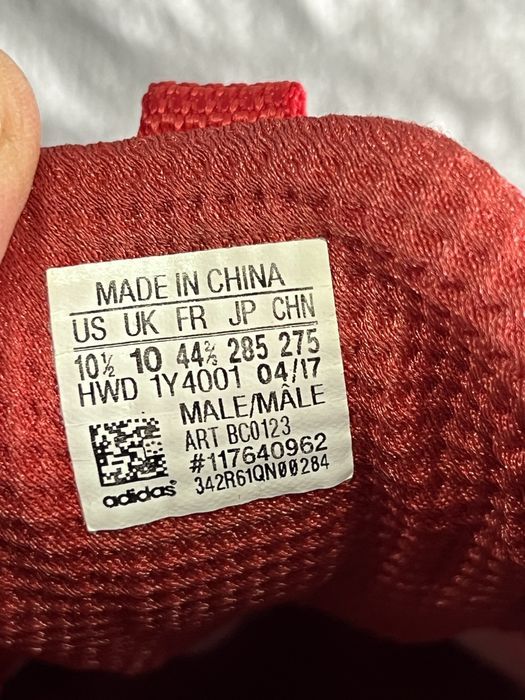 MADE IN CHINA
US UK FR JP CHN
10½ 10 44⅔ 285 275
HWD 1Y4001 04/17
MALE/MÂLE
ART BC0123
#117640962
342R61QN00284
adidas